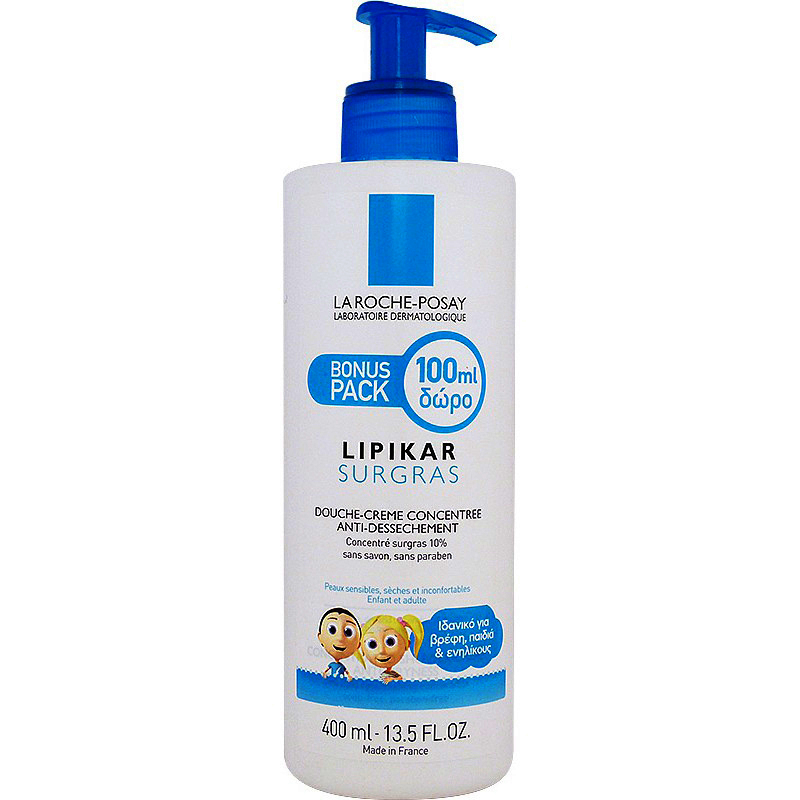 LA ROCHE-POSAY
LABORATOIRE DERMATOLOGIQUE
BONUS
PACK
100ml
δώρο
LIPIKAR
SURGRAS
DOUCHE-CREME CONCENTREE
ANTI-DESSECHEMENT
Concentré surgras 10%
sans savon, sans paraben
Peaux sensibles, sèches et inconfortables
Enfant et adulte
Ιδανικό για
βρέφη, παιδιά
& ενηλίκους
400 ml - 13.5 FL.OZ.
Made in France